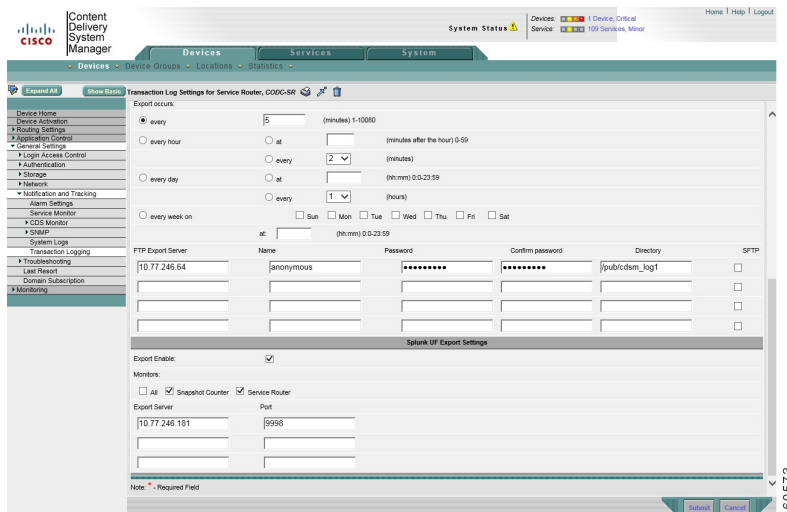 Home | Help | Logout
CISCO
Content Delivery System Manager
System Status
Devices: 1 Device, Critical
Service: 109 Services, Minor
Devices Services System
Devices Device Groups Locations Statistics
Expand All Show Basic
Transaction Log Settings for Service Router, CODC-SR
Device Home
Device Activation
Routing Settings
Application Control
General Settings
Login Access Control
Authentication
Storage
Network
Notification and Tracking
Alarm Settings
Service Monitor
CDS Monitor
SNMP
System Logs
Transaction Logging
Troubleshooting
Last Resort
Domain Subscription
Monitoring
Export occurs:
every 5 (minutes) 1-10080
every hour at (minutes after the hour) 0-59
every 2 (minutes)
every day at (hh:mm) 0:0-23:59
every 1 (hours)
every week on Sun Mon Tue Wed Thu Fri Sat
at: (hh:mm) 0:0-23:59
FTP Export Server Name Password Confirm password Directory SFTP
10.77.246.64 anonymous ●●●●●●●●● ●●●●●●●●● /pub/cdsm_log1
Splunk UF Export Settings
Export Enable:
Monitors:
All Snapshot Counter Service Router
Export Server Port
10.77.246.181 9998
Note: * - Required Field
Submit Cancel